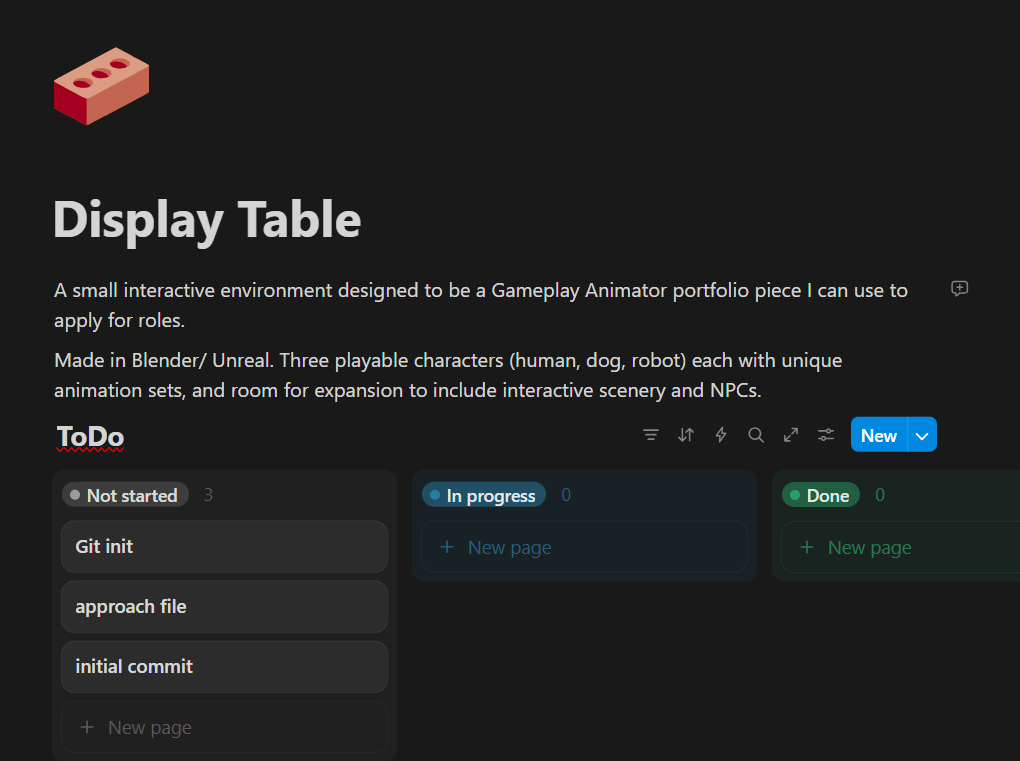 Display Table
A small interactive environment designed to be a Gameplay Animator portfolio piece I can use to
apply for roles.
Made in Blender/ Unreal. Three playable characters (human, dog, robot) each with unique
animation sets, and room for expansion to include interactive scenery and NPCs.
ToDo
New
Not started 3
In progress 0
Done 0
Git init
+ New page
+ New page
approach file
initial commit
+ New page